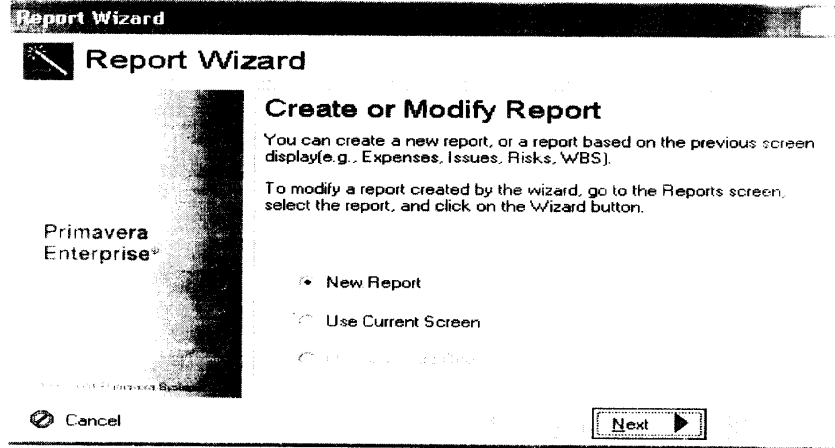 Report Wizard
Report Wizard
Create or Modify Report
You can create a new report, or a report based on the previous screen
display(e.g., Expenses, Issues, Risks, WBS).
To modify a report created by the wizard, go to the Reports screen,
select the report, and click on the Wizard button.
Primavera
Enterprise®
New Report
Use Current Screen
Cancel
Next